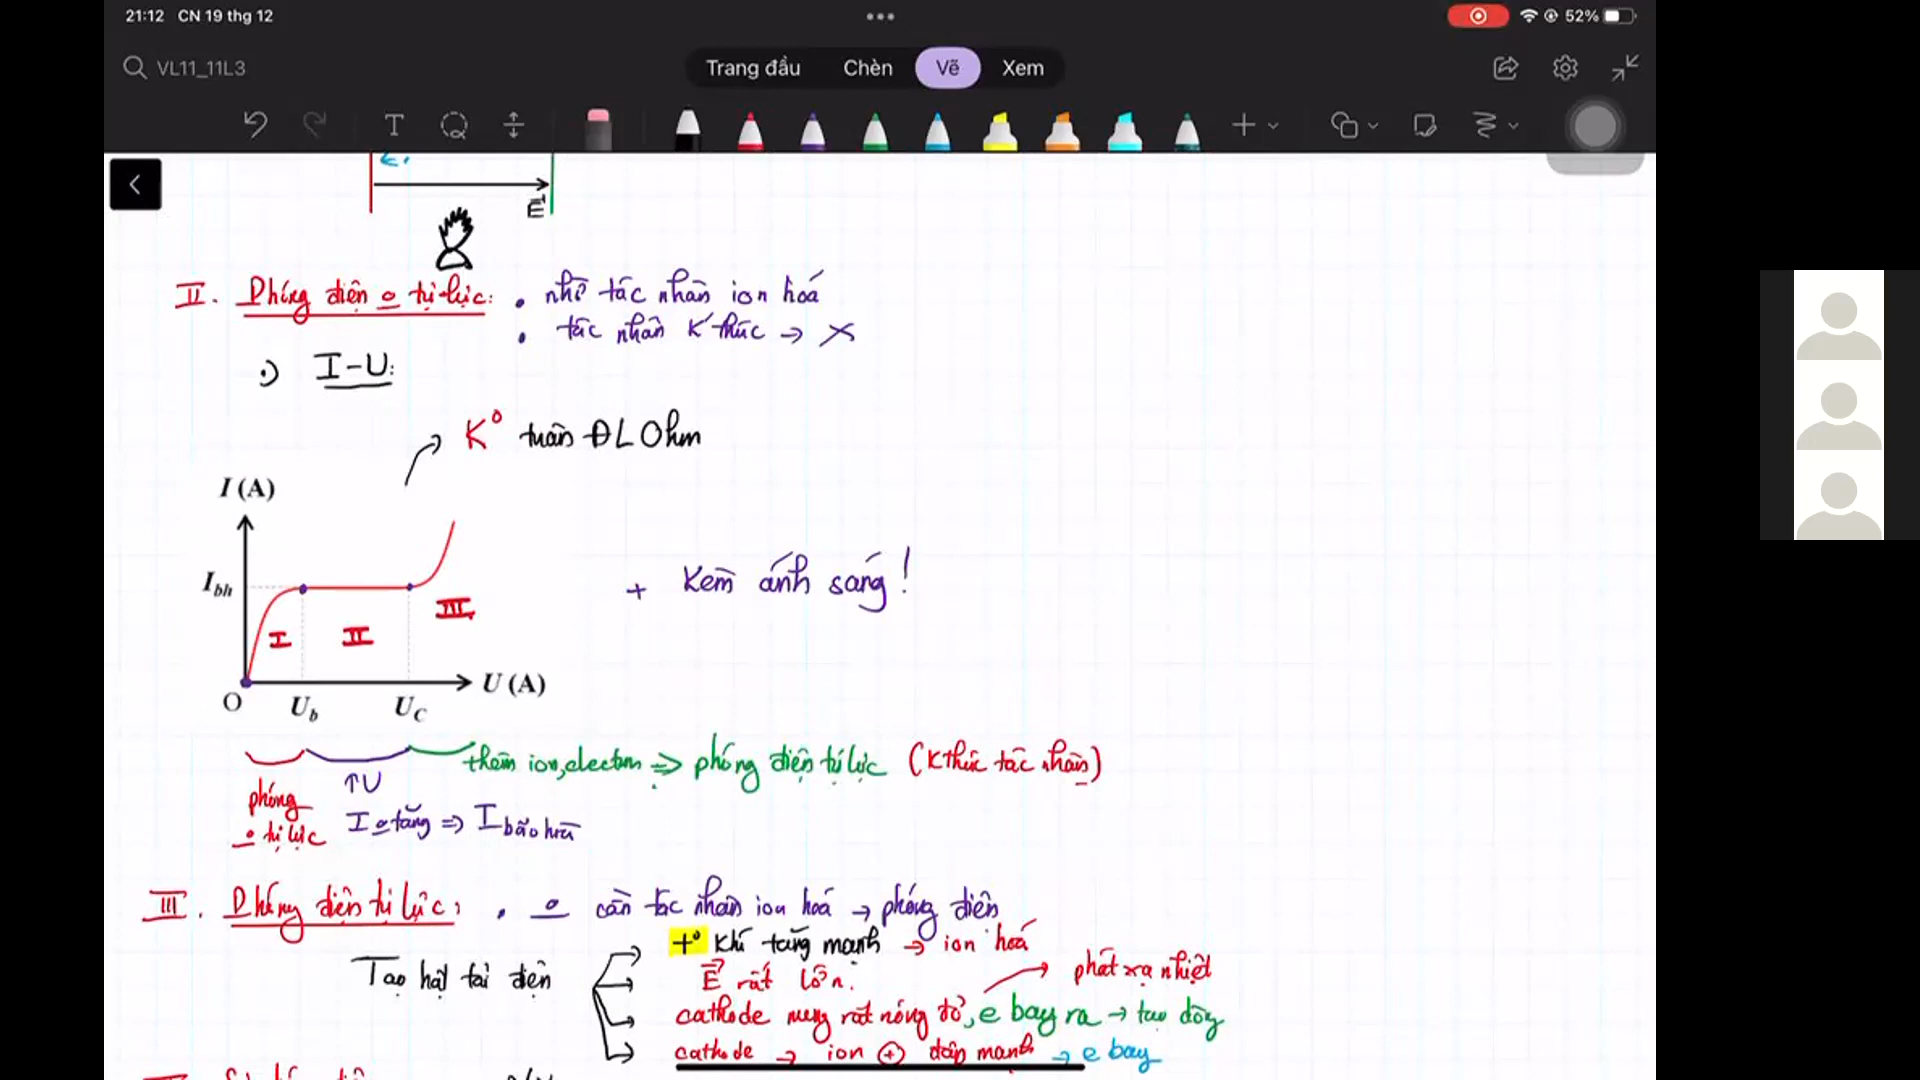 21:12 CN 19 thg 12
52%
VL11_11L3
Trang đầu Chèn Vẽ Xem
T
E
II. Phóng điện o tự lực: • nhờ tác nhân ion hoá
• tác nhân K thúc → X
•) I-U:
K° tuân ĐL Ohm
I (A)
I bh
I II III
+ Kèm ánh sáng!
O U b U C U (A)
thêm ion, electron => phóng điện tự lực (K thúc tác nhân)
↑U
phóng o tự lực
I o tăng => I bão hoà
III. Phóng điện tự lực: • o cần tác nhân ion hoá → phóng điện
Tạo hạt tải điện
t° khí tăng mạnh → ion hoá
E rất lớn.
→ phát xạ nhiệt
cathode nung rất nóng đỏ, e bay ra → tạo dòng
cathode → ion ⊕ đập mạnh → e bay